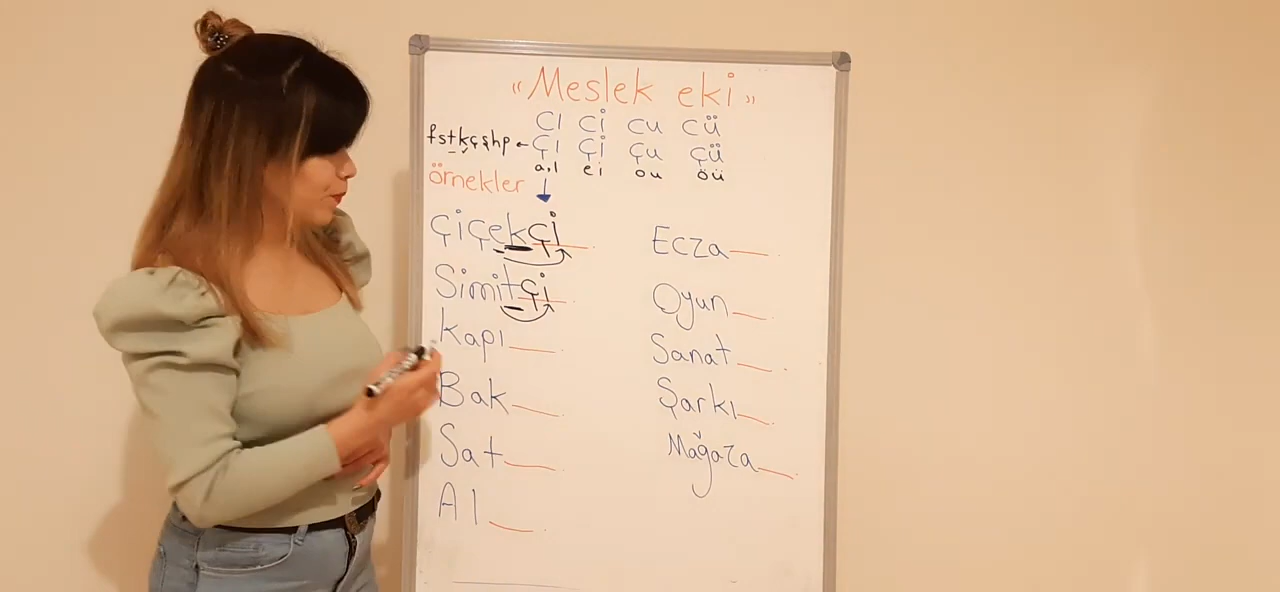 "Meslek eki"
cı ci cu cü
fstkçşhp ← çı çi çu çü
a,ı ei ou öü
örnekler
Çiçekçi
Simitçi
Kapı
Bak
Sat
Al
Ecza
Oyun
Sanat
Şarkı
Mağaza